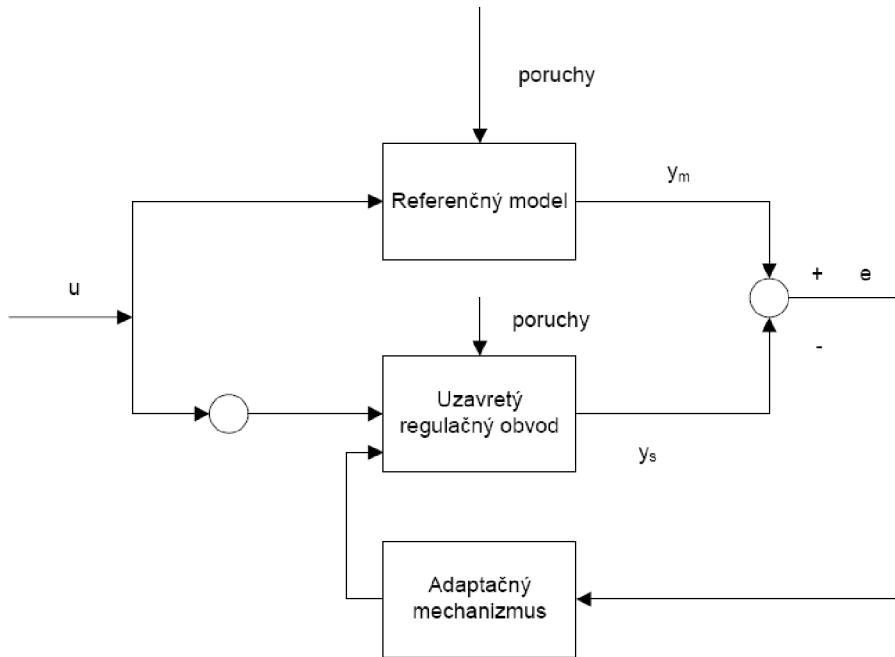 poruchy
Referenčný model
yₘ
+ e
u
poruchy
-
Uzavretý
regulačný obvod
yₛ
Adaptačný
mechanizmus